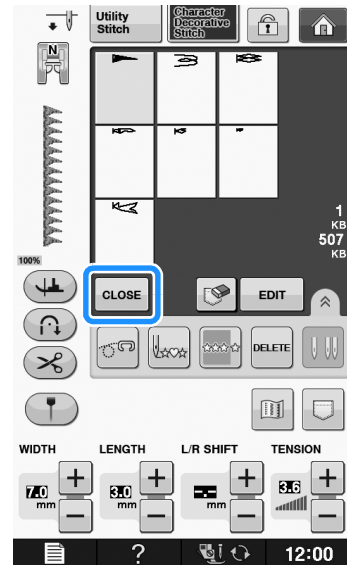 Utility
Stitch
Character
Decorative
Stitch
N
100%
1
KB
507
KB
CLOSE
EDIT
DELETE
WIDTH
LENGTH
L/R SHIFT
TENSION
7.0
mm
3.0
mm
-.-
mm
3.6
?
12:00